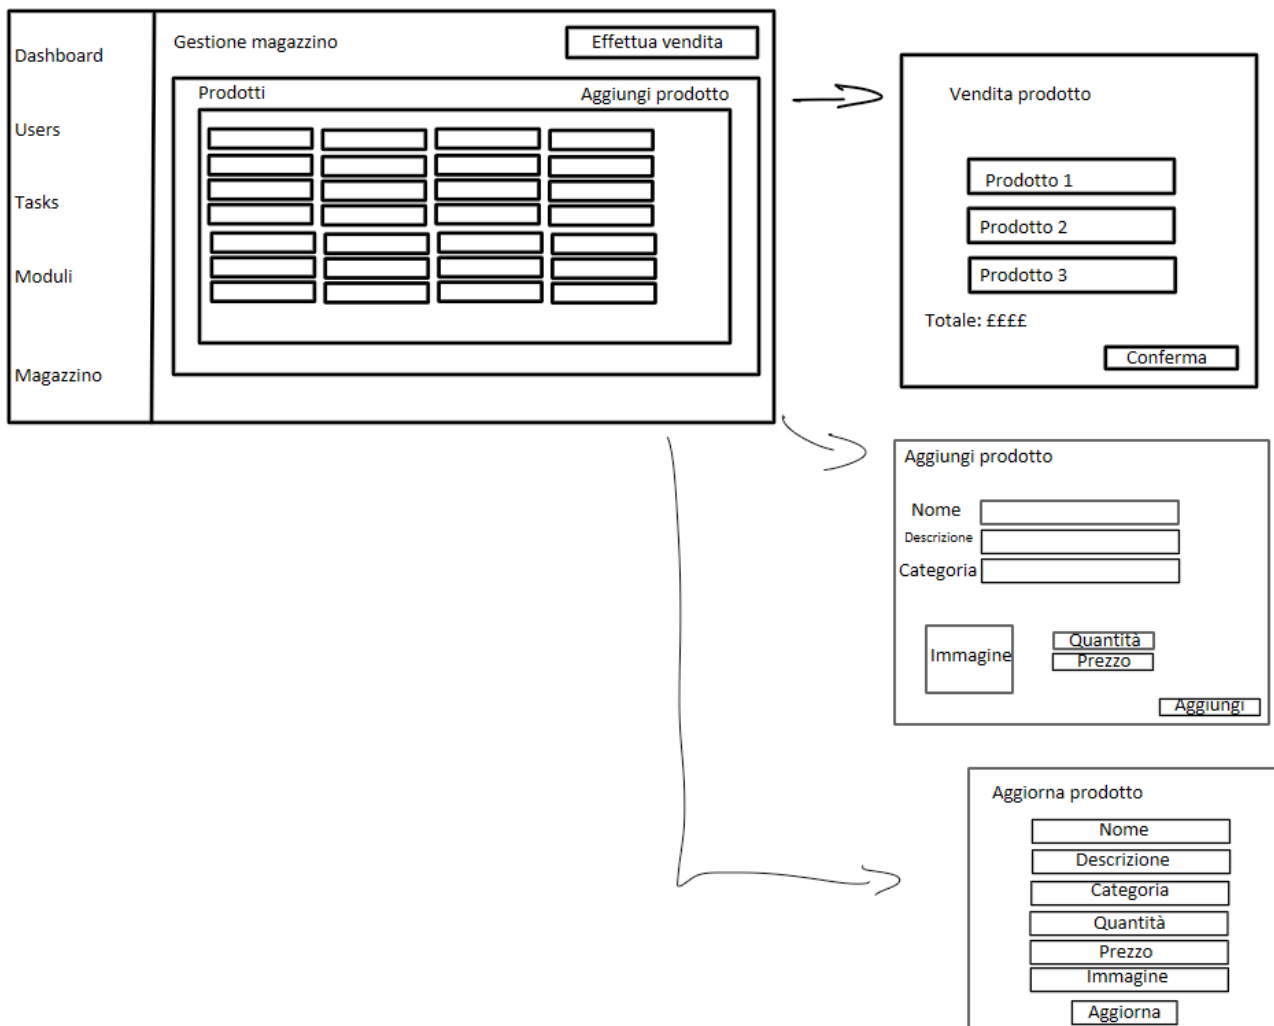 Dashboard
Users
Tasks
Moduli
Magazzino
Gestione magazzino
Effettua vendita
Prodotti
Aggiungi prodotto
Vendita prodotto
Prodotto 1
Prodotto 2
Prodotto 3
Totale: ££££
Conferma
Aggiungi prodotto
Nome
Descrizione
Categoria
Immagine
Quantità
Prezzo
Aggiungi
Aggiorna prodotto
Nome
Descrizione
Categoria
Quantità
Prezzo
Immagine
Aggiorna